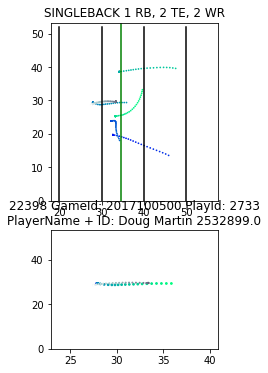 SINGLEBACK 1 RB, 2 TE, 2 WR
50
40
30
20
10
0
20 30 40 50
22398 GameId: 2017100500 PlayId: 2733
PlayerName + ID: Doug Martin 2532899.0
40
20
0
25 30 35 40